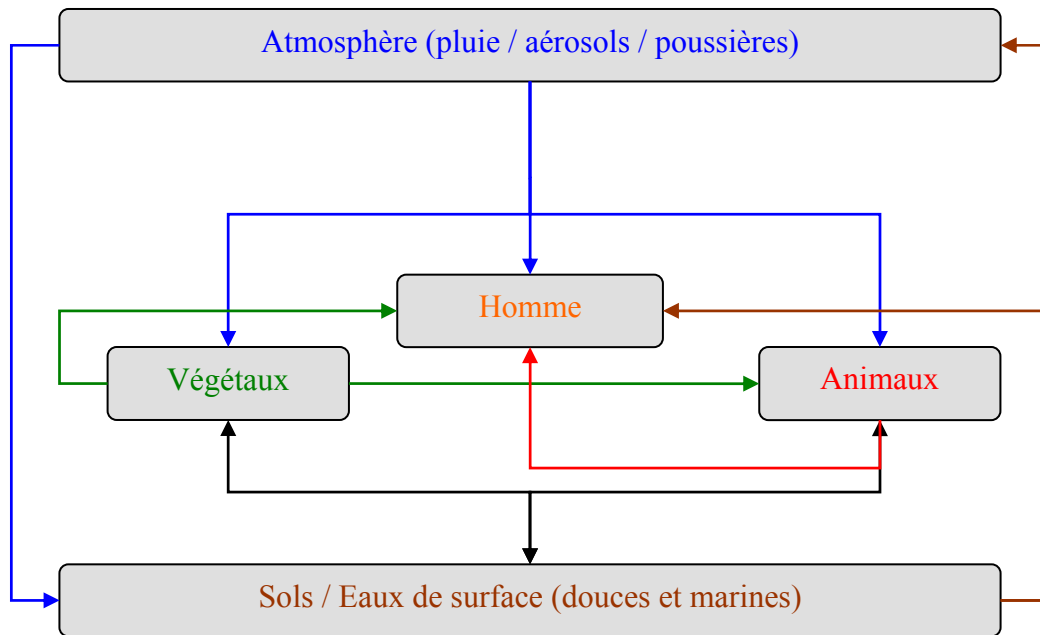 Atmosphère (pluie / aérosols / poussières)
Homme
Végétaux
Animaux
Sols / Eaux de surface (douces et marines)